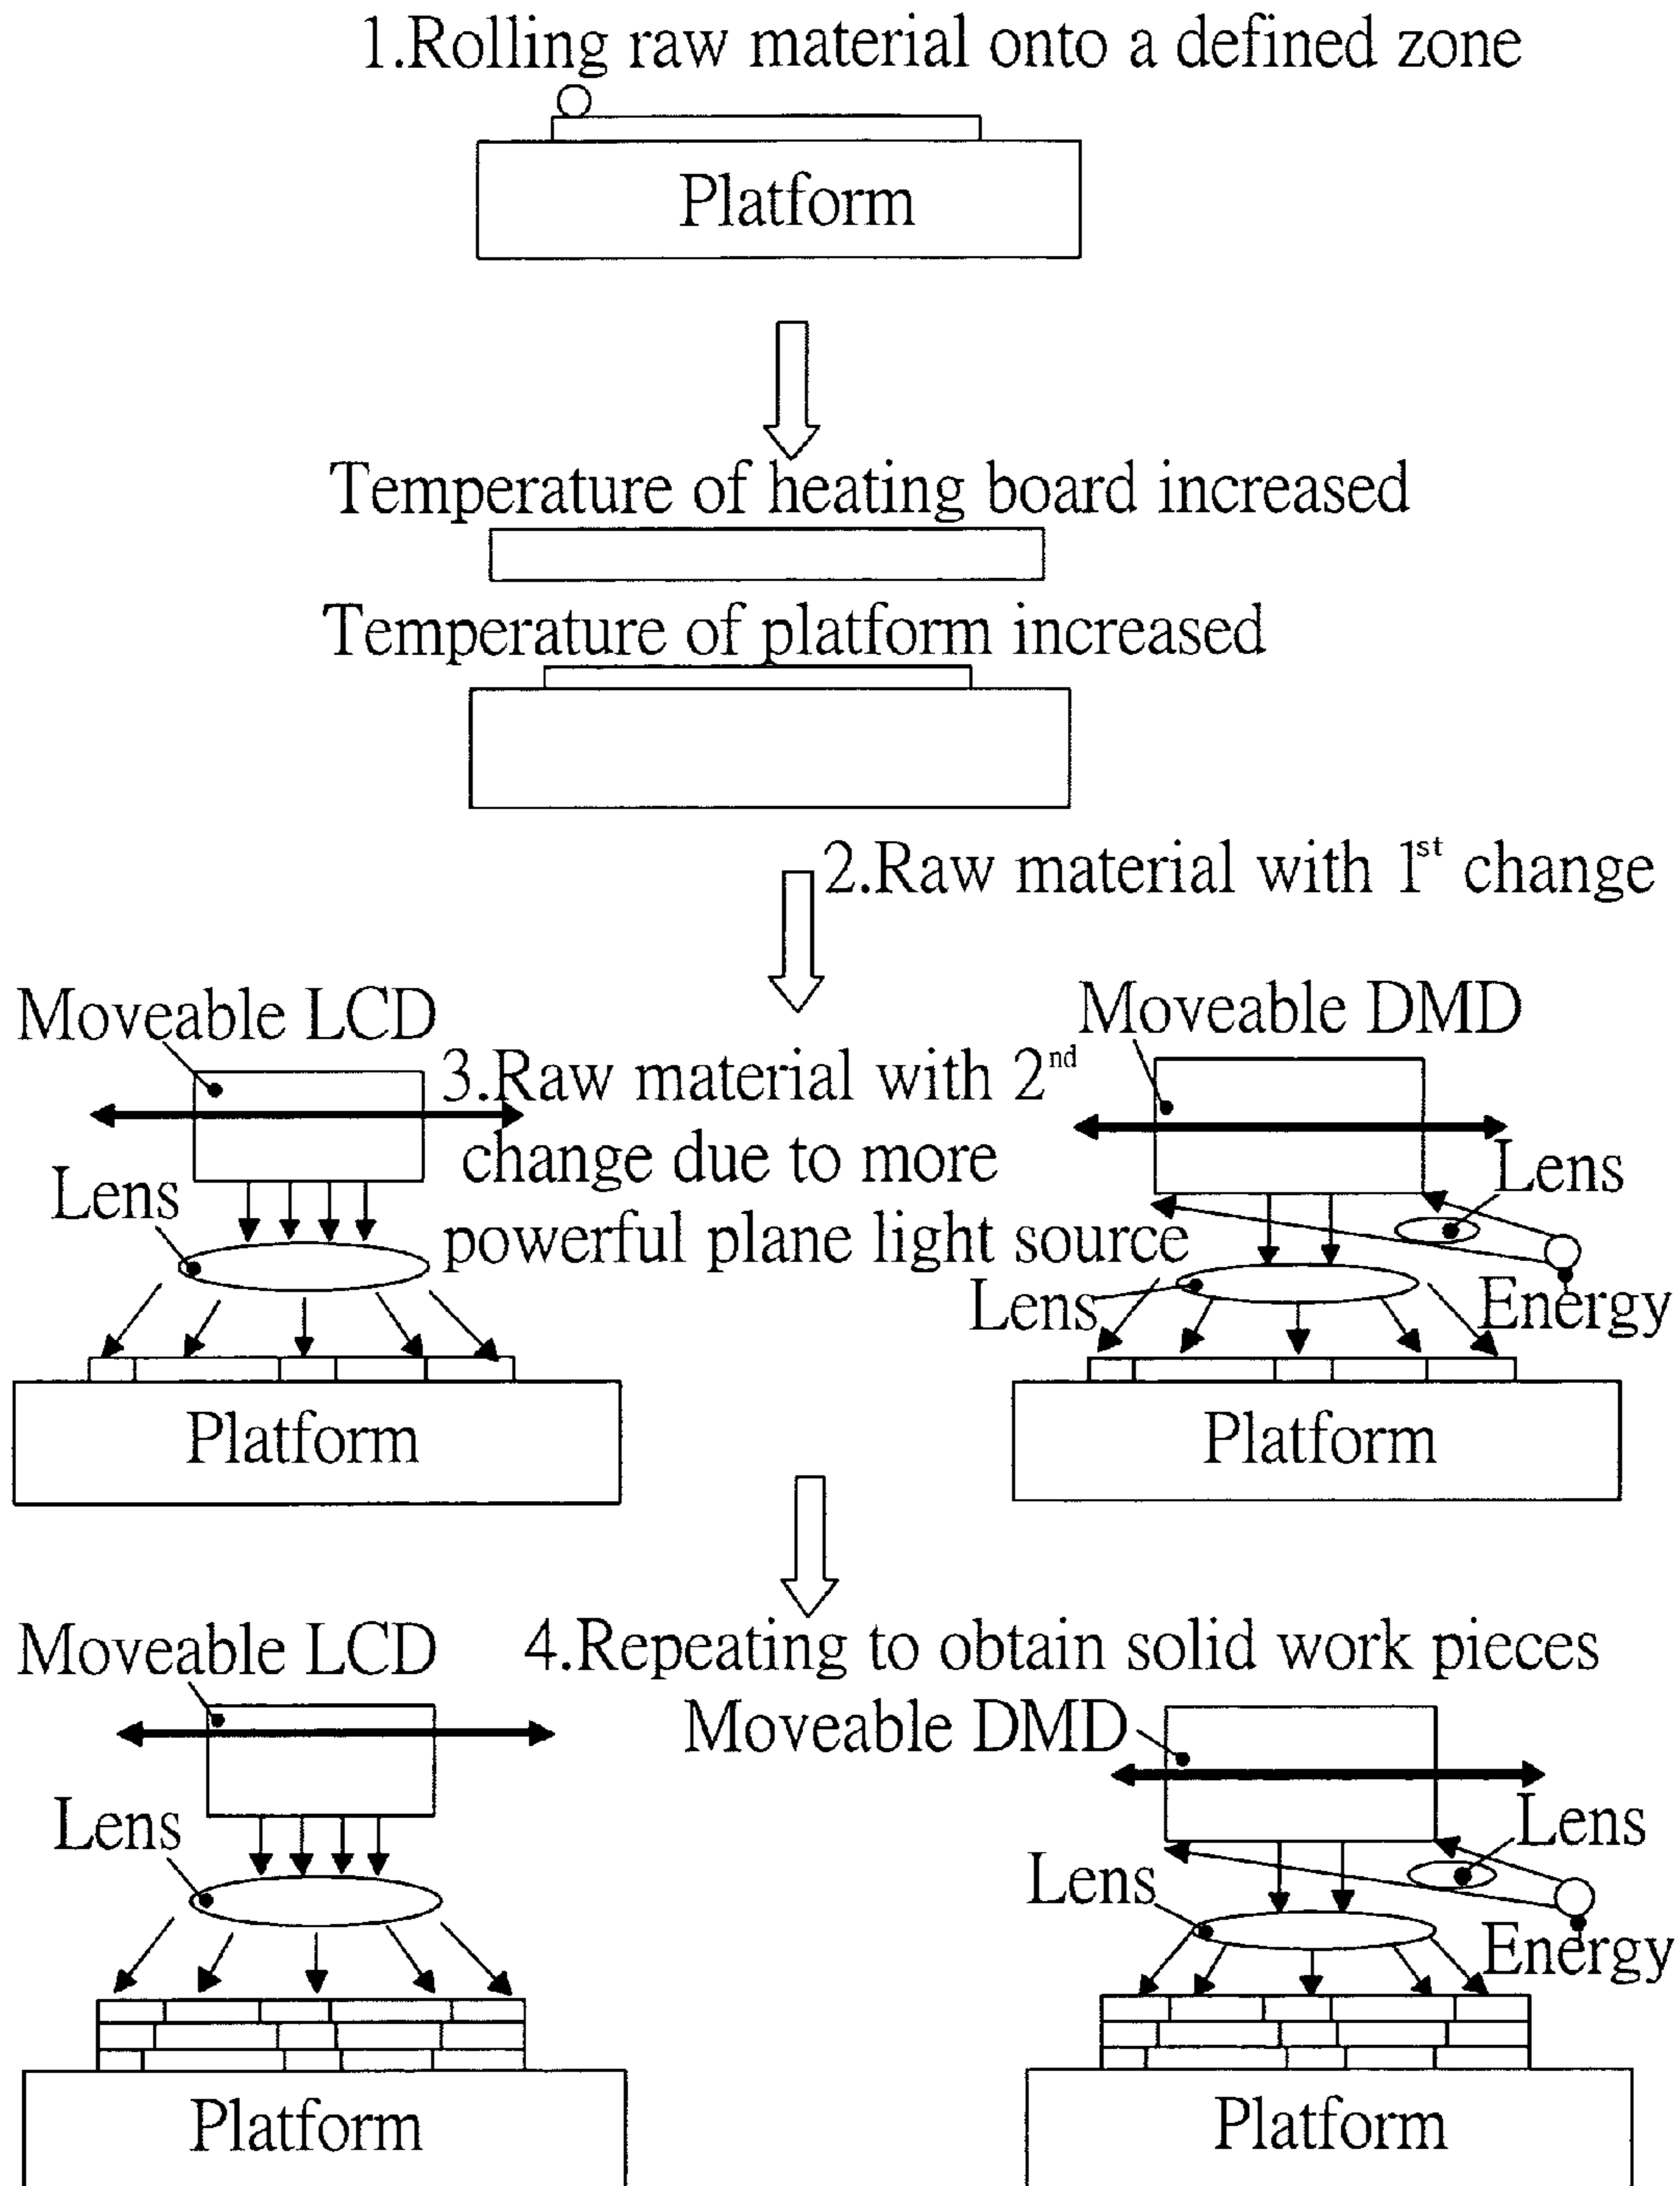 1.Rolling raw material onto a defined zone
Platform
Temperature of heating board increased
Temperature of platform increased
2.Raw material with 1st change
Moveable LCD
Moveable DMD
3.Raw material with 2nd
change due to more
powerful plane light source
Lens
Lens
Lens
Energy
Platform
Platform
Moveable LCD
4.Repeating to obtain solid work pieces
Moveable DMD
Lens
Lens
Lens
Energy
Platform
Platform